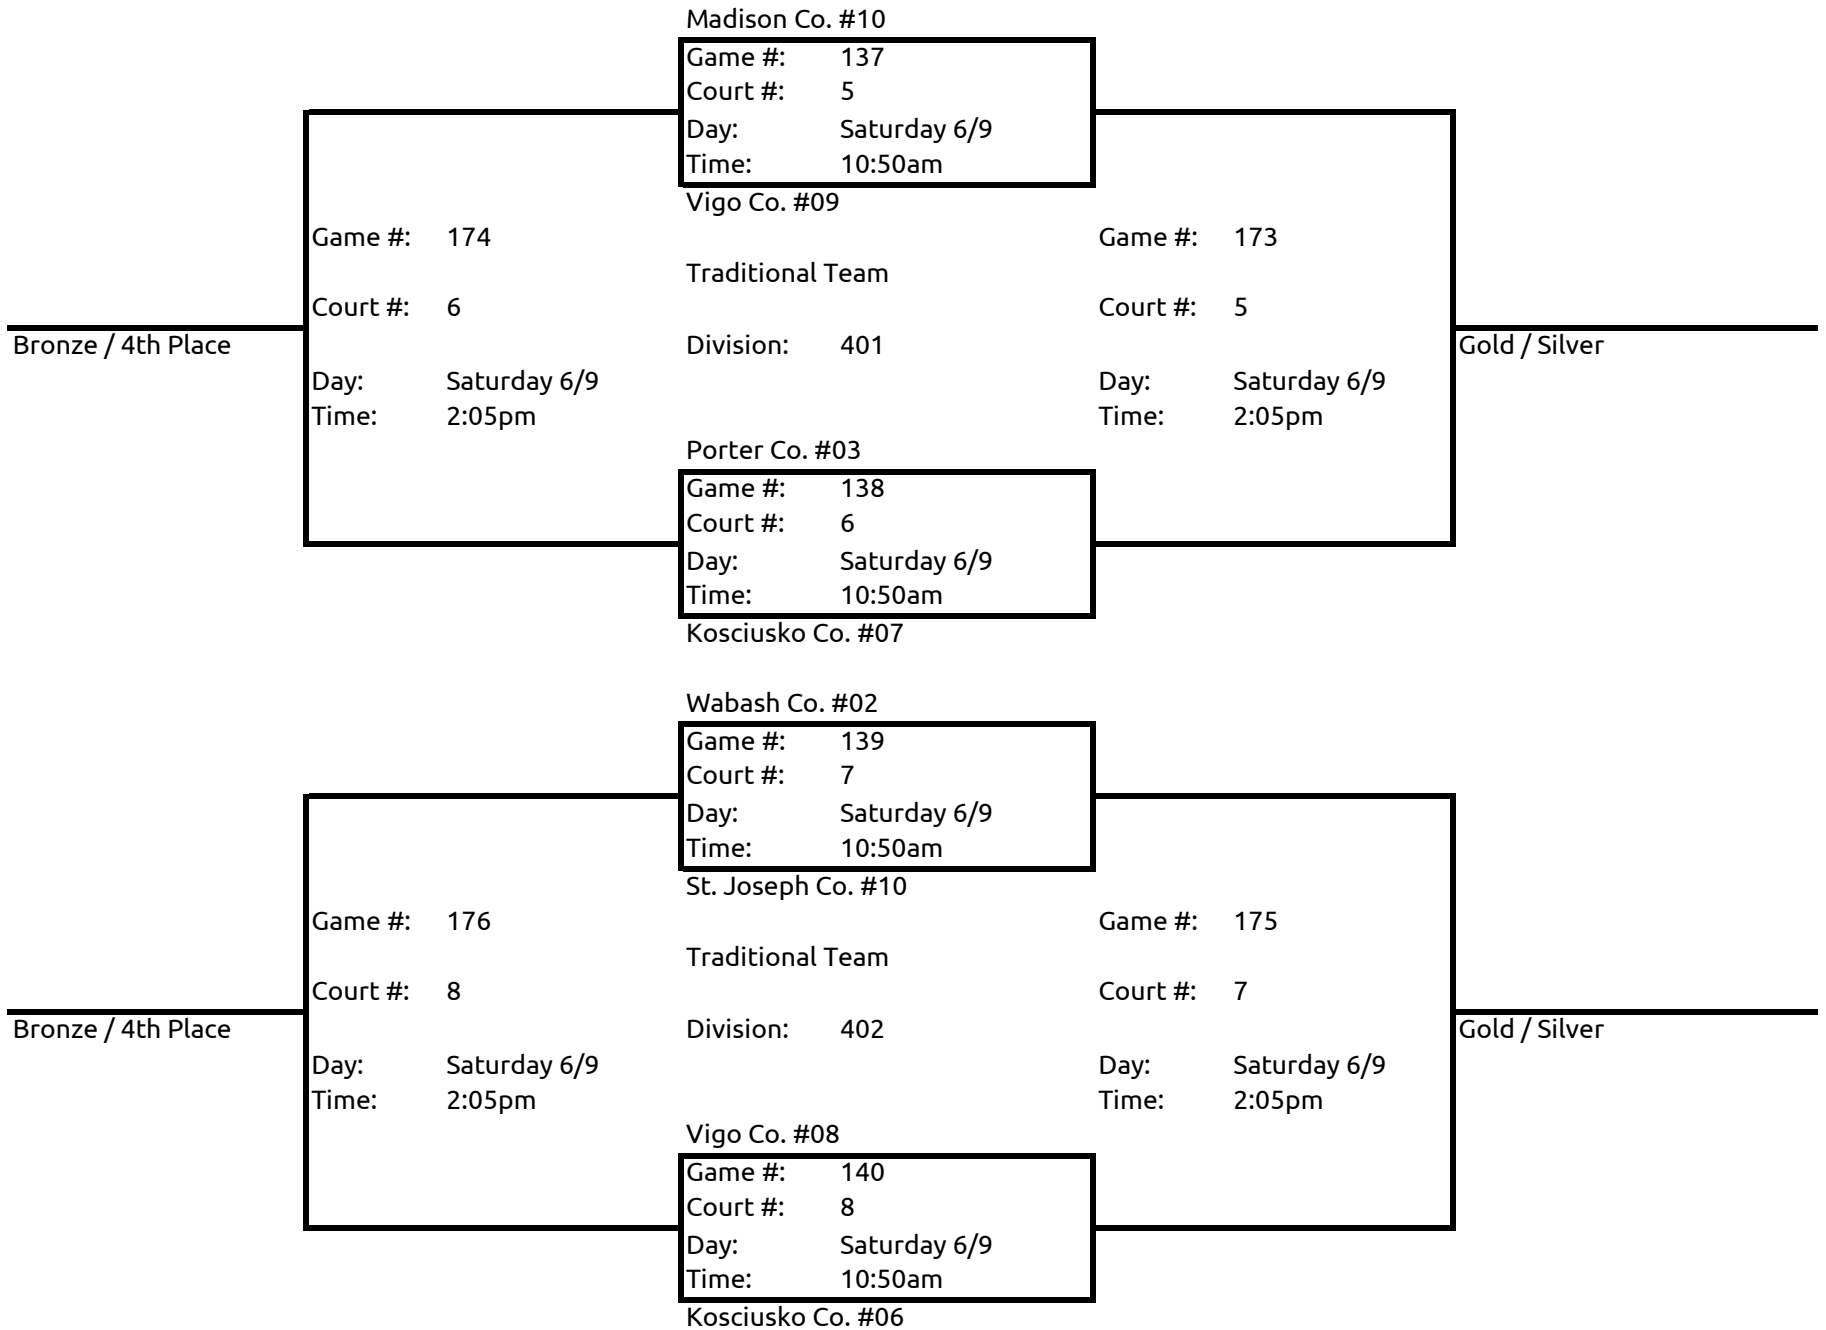 Madison Co. #10
Game #: 137
Court #: 5
Day: Saturday 6/9
Time: 10:50am
Vigo Co. #09
Game #: 174
Game #: 173
Traditional Team
Court #: 6
Court #: 5
Bronze / 4th Place
Division: 401
Gold / Silver
Day: Saturday 6/9
Day: Saturday 6/9
Time: 2:05pm
Time: 2:05pm
Porter Co. #03
Game #: 138
Court #: 6
Day: Saturday 6/9
Time: 10:50am
Kosciusko Co. #07
Wabash Co. #02
Game #: 139
Court #: 7
Day: Saturday 6/9
Time: 10:50am
St. Joseph Co. #10
Game #: 176
Game #: 175
Traditional Team
Court #: 8
Court #: 7
Bronze / 4th Place
Division: 402
Gold / Silver
Day: Saturday 6/9
Day: Saturday 6/9
Time: 2:05pm
Time: 2:05pm
Vigo Co. #08
Game #: 140
Court #: 8
Day: Saturday 6/9
Time: 10:50am
Kosciusko Co. #06